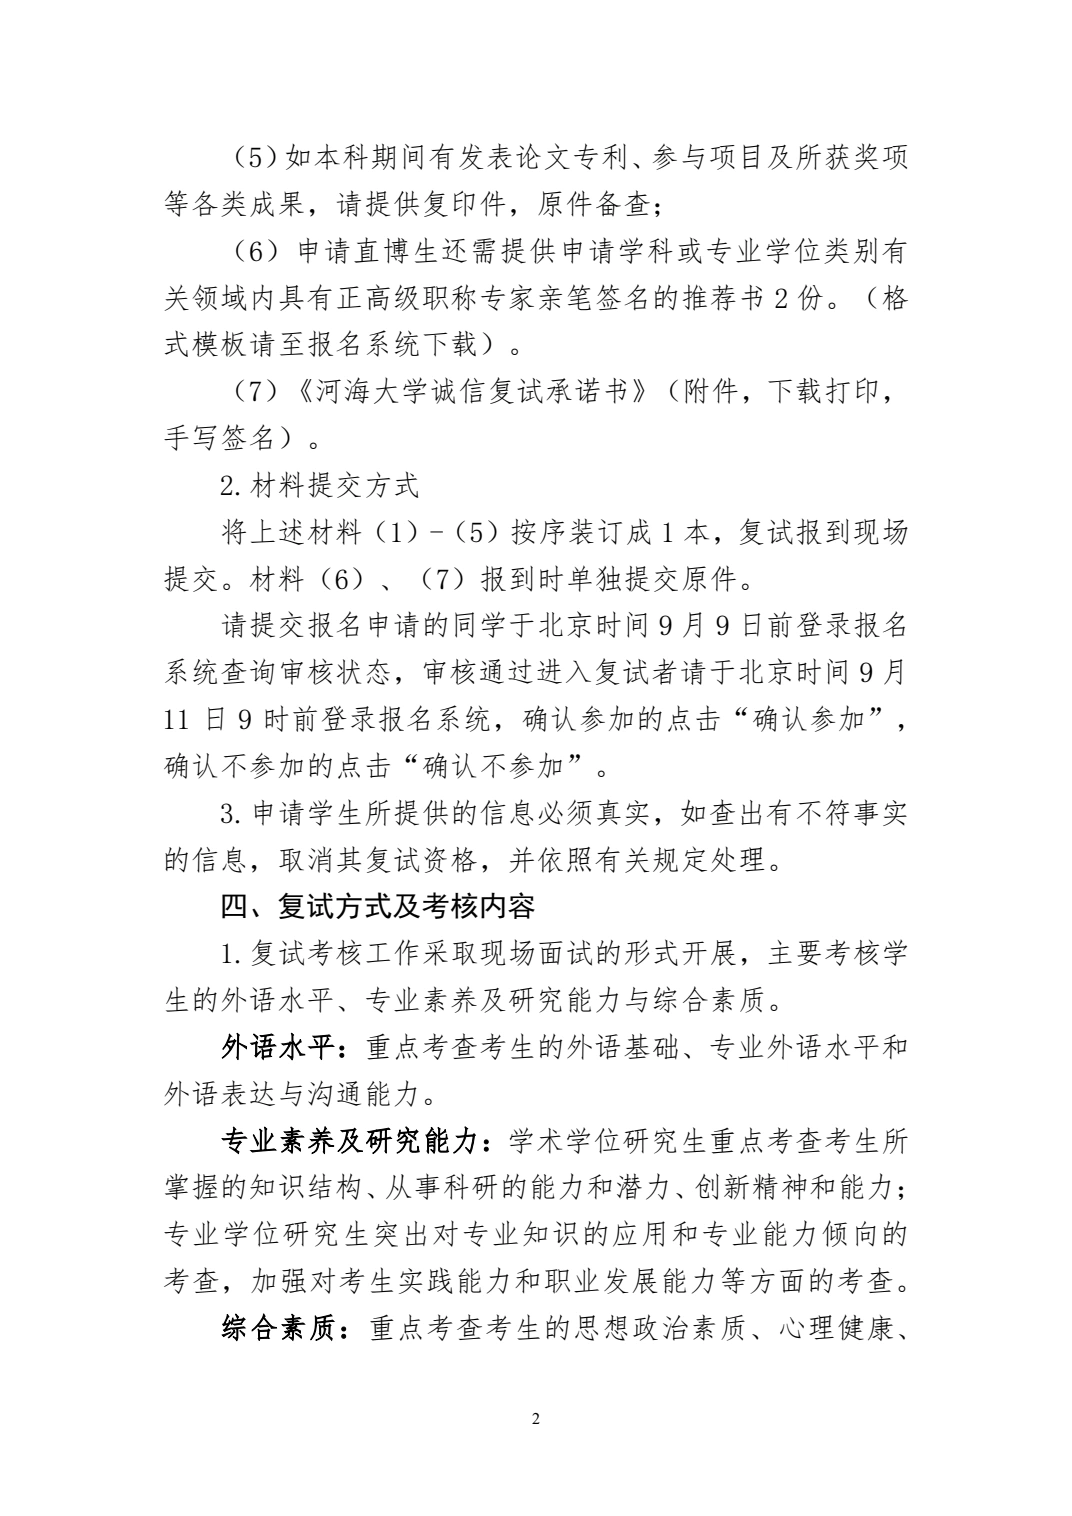 （5）如本科期间有发表论文专利、参与项目及所获奖项
等各类成果，请提供复印件，原件备查；
（6）申请直博生还需提供申请学科或专业学位类别有
关领域内具有正高级职称专家亲笔签名的推荐书 2 份。（格
式模板请至报名系统下载）。
（7）《河海大学诚信复试承诺书》（附件，下载打印，
手写签名）。
2.材料提交方式
将上述材料（1）-（5）按序装订成 1 本，复试报到现场
提交。材料（6）、（7）报到时单独提交原件。
请提交报名申请的同学于北京时间 9 月 9 日前登录报名
系统查询审核状态，审核通过进入复试者请于北京时间 9 月
11 日 9 时前登录报名系统，确认参加的点击“确认参加”，
确认不参加的点击“确认不参加”。
3.申请学生所提供的信息必须真实，如查出有不符事实
的信息，取消其复试资格，并依照有关规定处理。
四、复试方式及考核内容
1.复试考核工作采取现场面试的形式开展，主要考核学
生的外语水平、专业素养及研究能力与综合素质。
外语水平：重点考查考生的外语基础、专业外语水平和
外语表达与沟通能力。
专业素养及研究能力：学术学位研究生重点考查考生所
掌握的知识结构、从事科研的能力和潜力、创新精神和能力；
专业学位研究生突出对专业知识的应用和专业能力倾向的
考查，加强对考生实践能力和职业发展能力等方面的考查。
综合素质：重点考查考生的思想政治素质、心理健康、
2